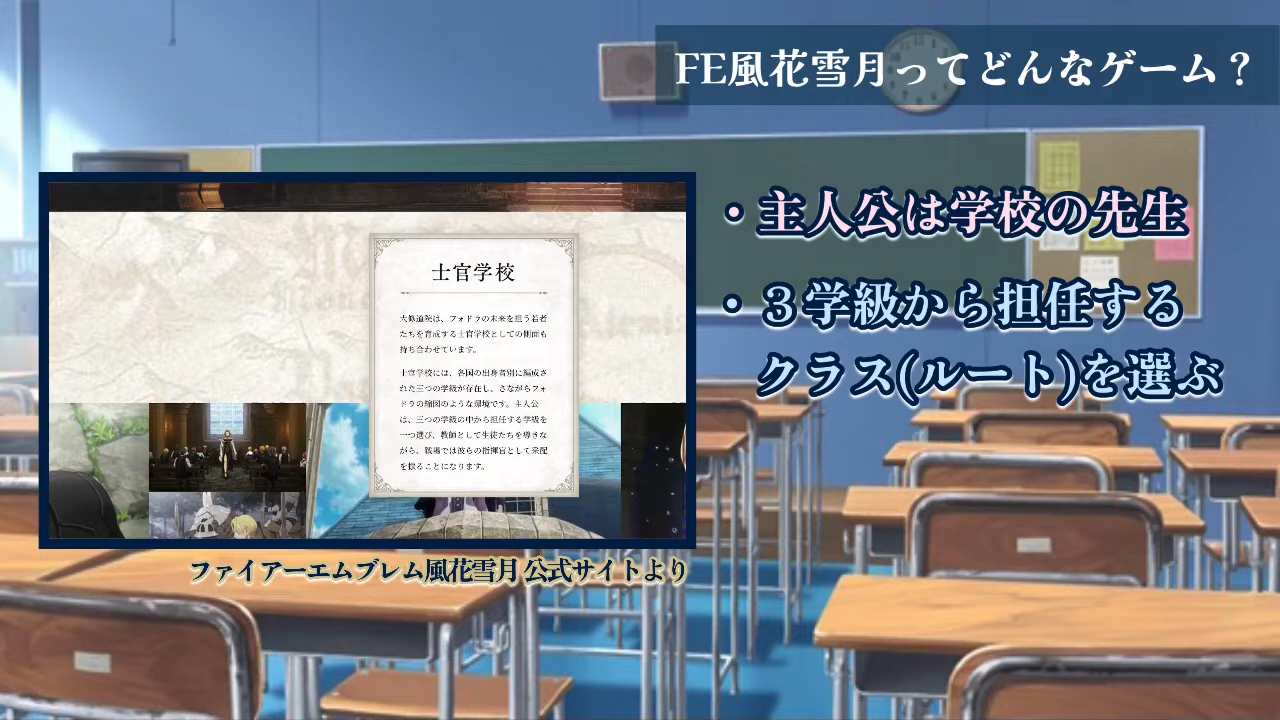 FE風花雪月ってどんなゲーム？
・主人公は学校の先生
・３学級から担任する
クラス(ルート)を選ぶ
士官学校
大修道院は、フォドラの未来を担う若者
たちを育成する士官学校としての側面も
持ち合わせています。
士官学校には、各国の出身者別に編成さ
れた三つの学級が存在し、さながらフォ
ドラの縮図のような環境です。主人公
は、三つの学級の中から担任する学級を
一つ選び、教師として生徒たちを導きな
がら、戦場では彼らの指揮官として采配
を振ることになります。
ファイアーエムブレム風花雪月 公式サイトより